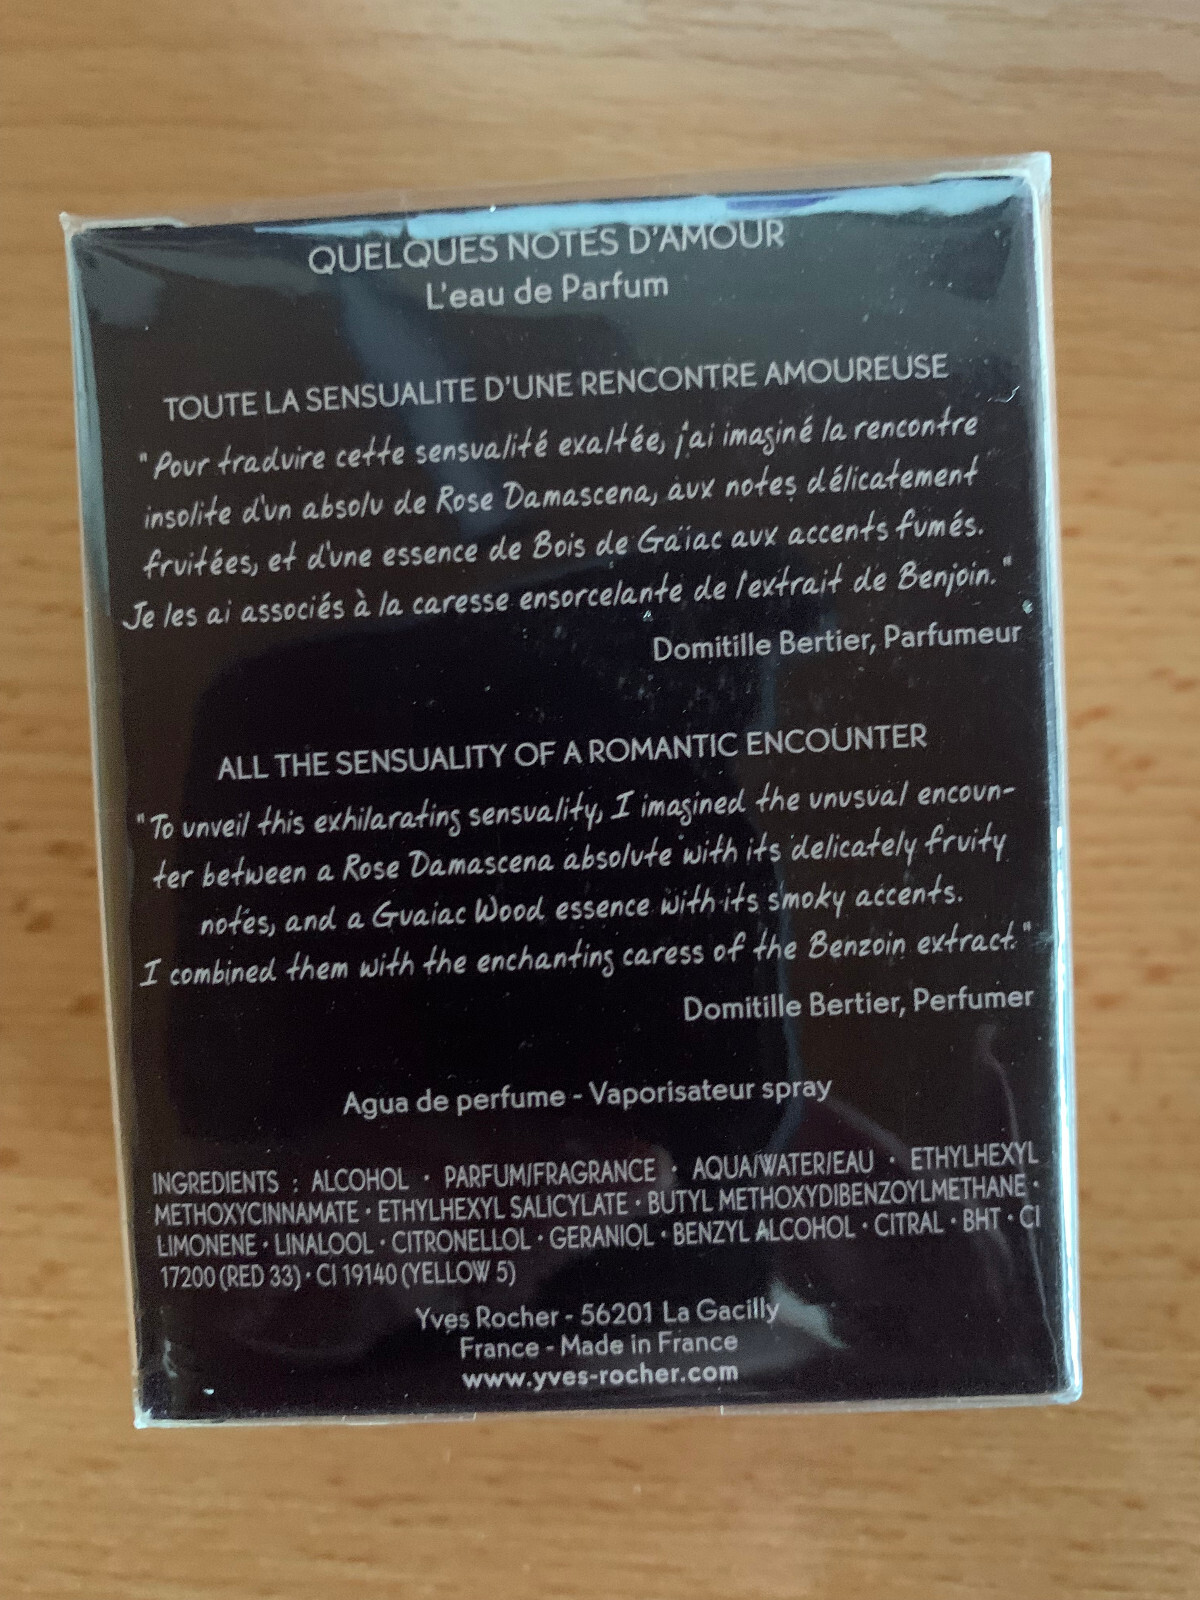 QUELQUES NOTES D'AMOUR
L'eau de Parfum
TOUTE LA SENSUALITE D'UNE RENCONTRE AMOUREUSE
"Pour traduire cette sensualité exaltée, j'ai imaginé la rencontre
insolite d'un absolu de Rose Damascena, aux notes délicatement
fruitées, et d'une essence de Bois de Gaïac aux accents fumés.
Je les ai associés à la caresse ensorcelante de l'extrait de Benjoin."
Domitille Bertier, Parfumeur
ALL THE SENSUALITY OF A ROMANTIC ENCOUNTER
"To unveil this exhilarating sensuality, I imagined the unusual encoun-
ter between a Rose Damascena absolute with its delicately fruity
notes, and a Guaiac Wood essence with its smoky accents.
I combined them with the enchanting caress of the Benzoin extract."
Domitille Bertier, Perfumer
Agua de perfume - Vaporisateur spray
INGREDIENTS : ALCOHOL · PARFUM/FRAGRANCE · AQUA/WATER/EAU · ETHYLHEXYL
METHOXYCINNAMATE · ETHYLHEXYL SALICYLATE · BUTYL METHOXYDIBENZOYLMETHANE ·
LIMONENE · LINALOOL · CITRONELLOL · GERANIOL · BENZYL ALCOHOL · CITRAL · BHT · CI
17200 (RED 33) · CI 19140 (YELLOW 5)
Yves Rocher - 56201 La Gacilly
France - Made in France
www.yves-rocher.com